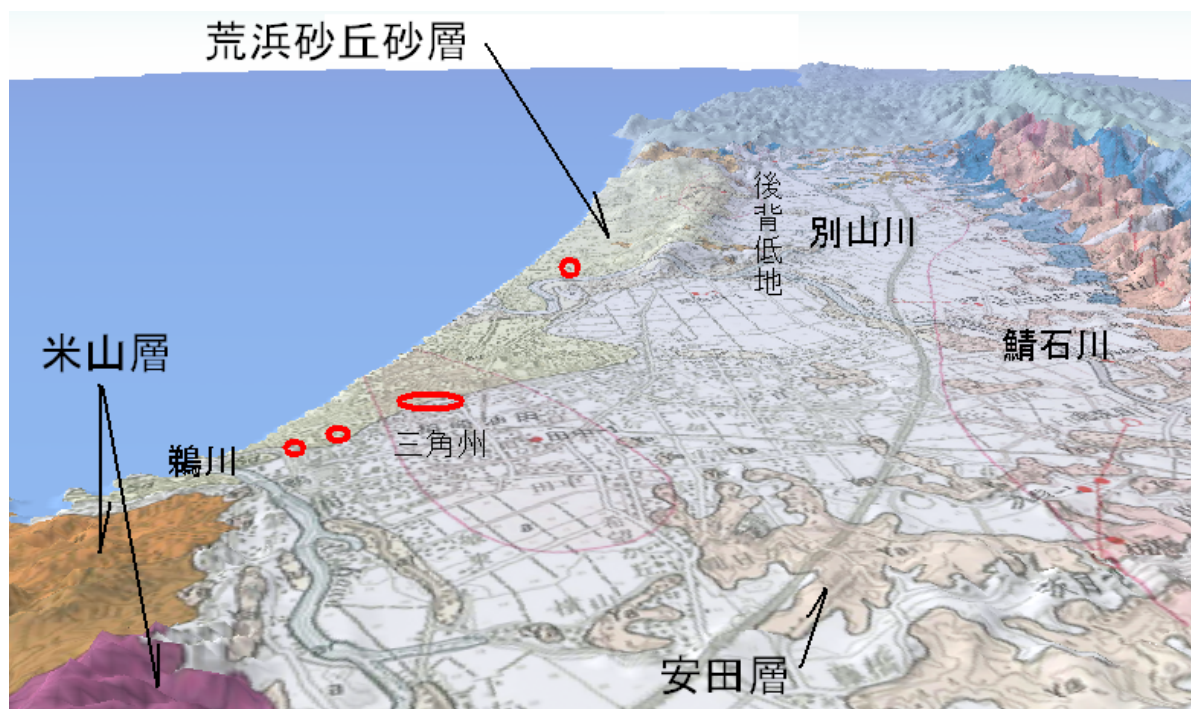 荒浜砂丘砂層
後背低地
別山川
鯖石川
米山層
三角州
鵜川
安田層